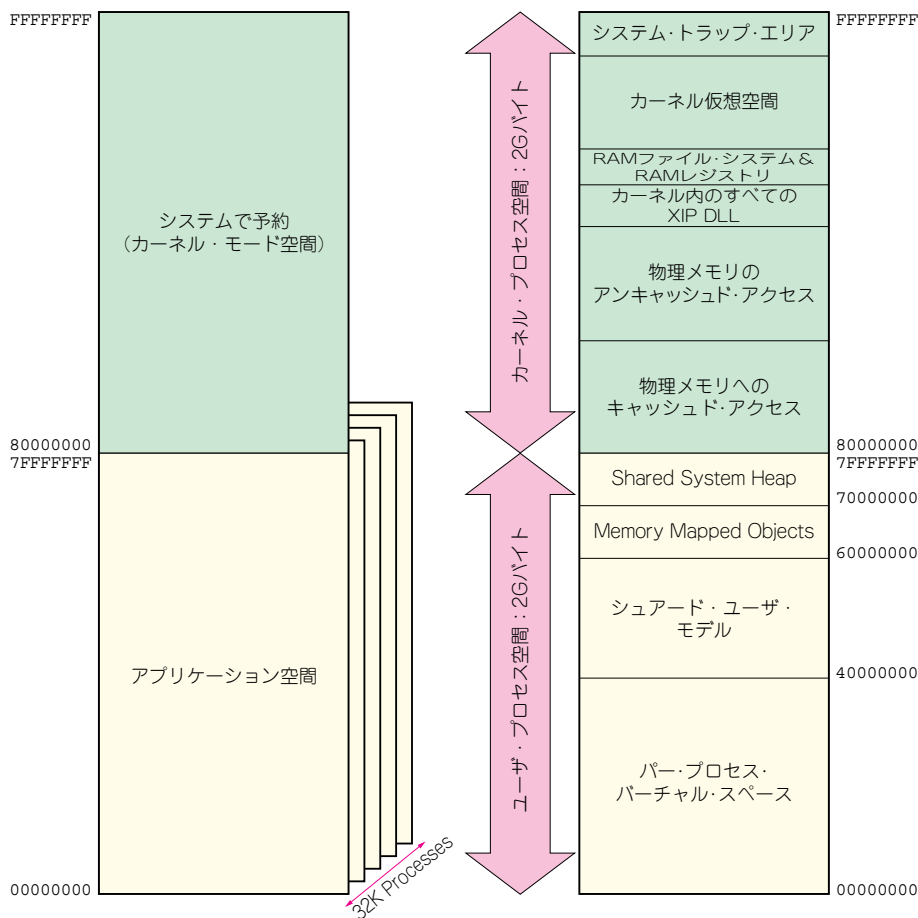 FFFFFFFF
システムで予約
（カーネル・モード空間）
80000000
7FFFFFFF
アプリケーション空間
00000000
32K Processes
カーネル・プロセス空間：2Gバイト
ユーザ・プロセス空間：2Gバイト
FFFFFFFF
システム・トラップ・エリア
カーネル仮想空間
RAMファイル・システム＆
RAMレジストリ
カーネル内のすべての
XIP DLL
物理メモリの
アンキャッシュド・アクセス
物理メモリへの
キャッシュド・アクセス
80000000
7FFFFFFF
Shared System Heap
70000000
Memory Mapped Objects
60000000
シュアード・ユーザ・
モデル
40000000
パー・プロセス・
バーチャル・スペース
00000000